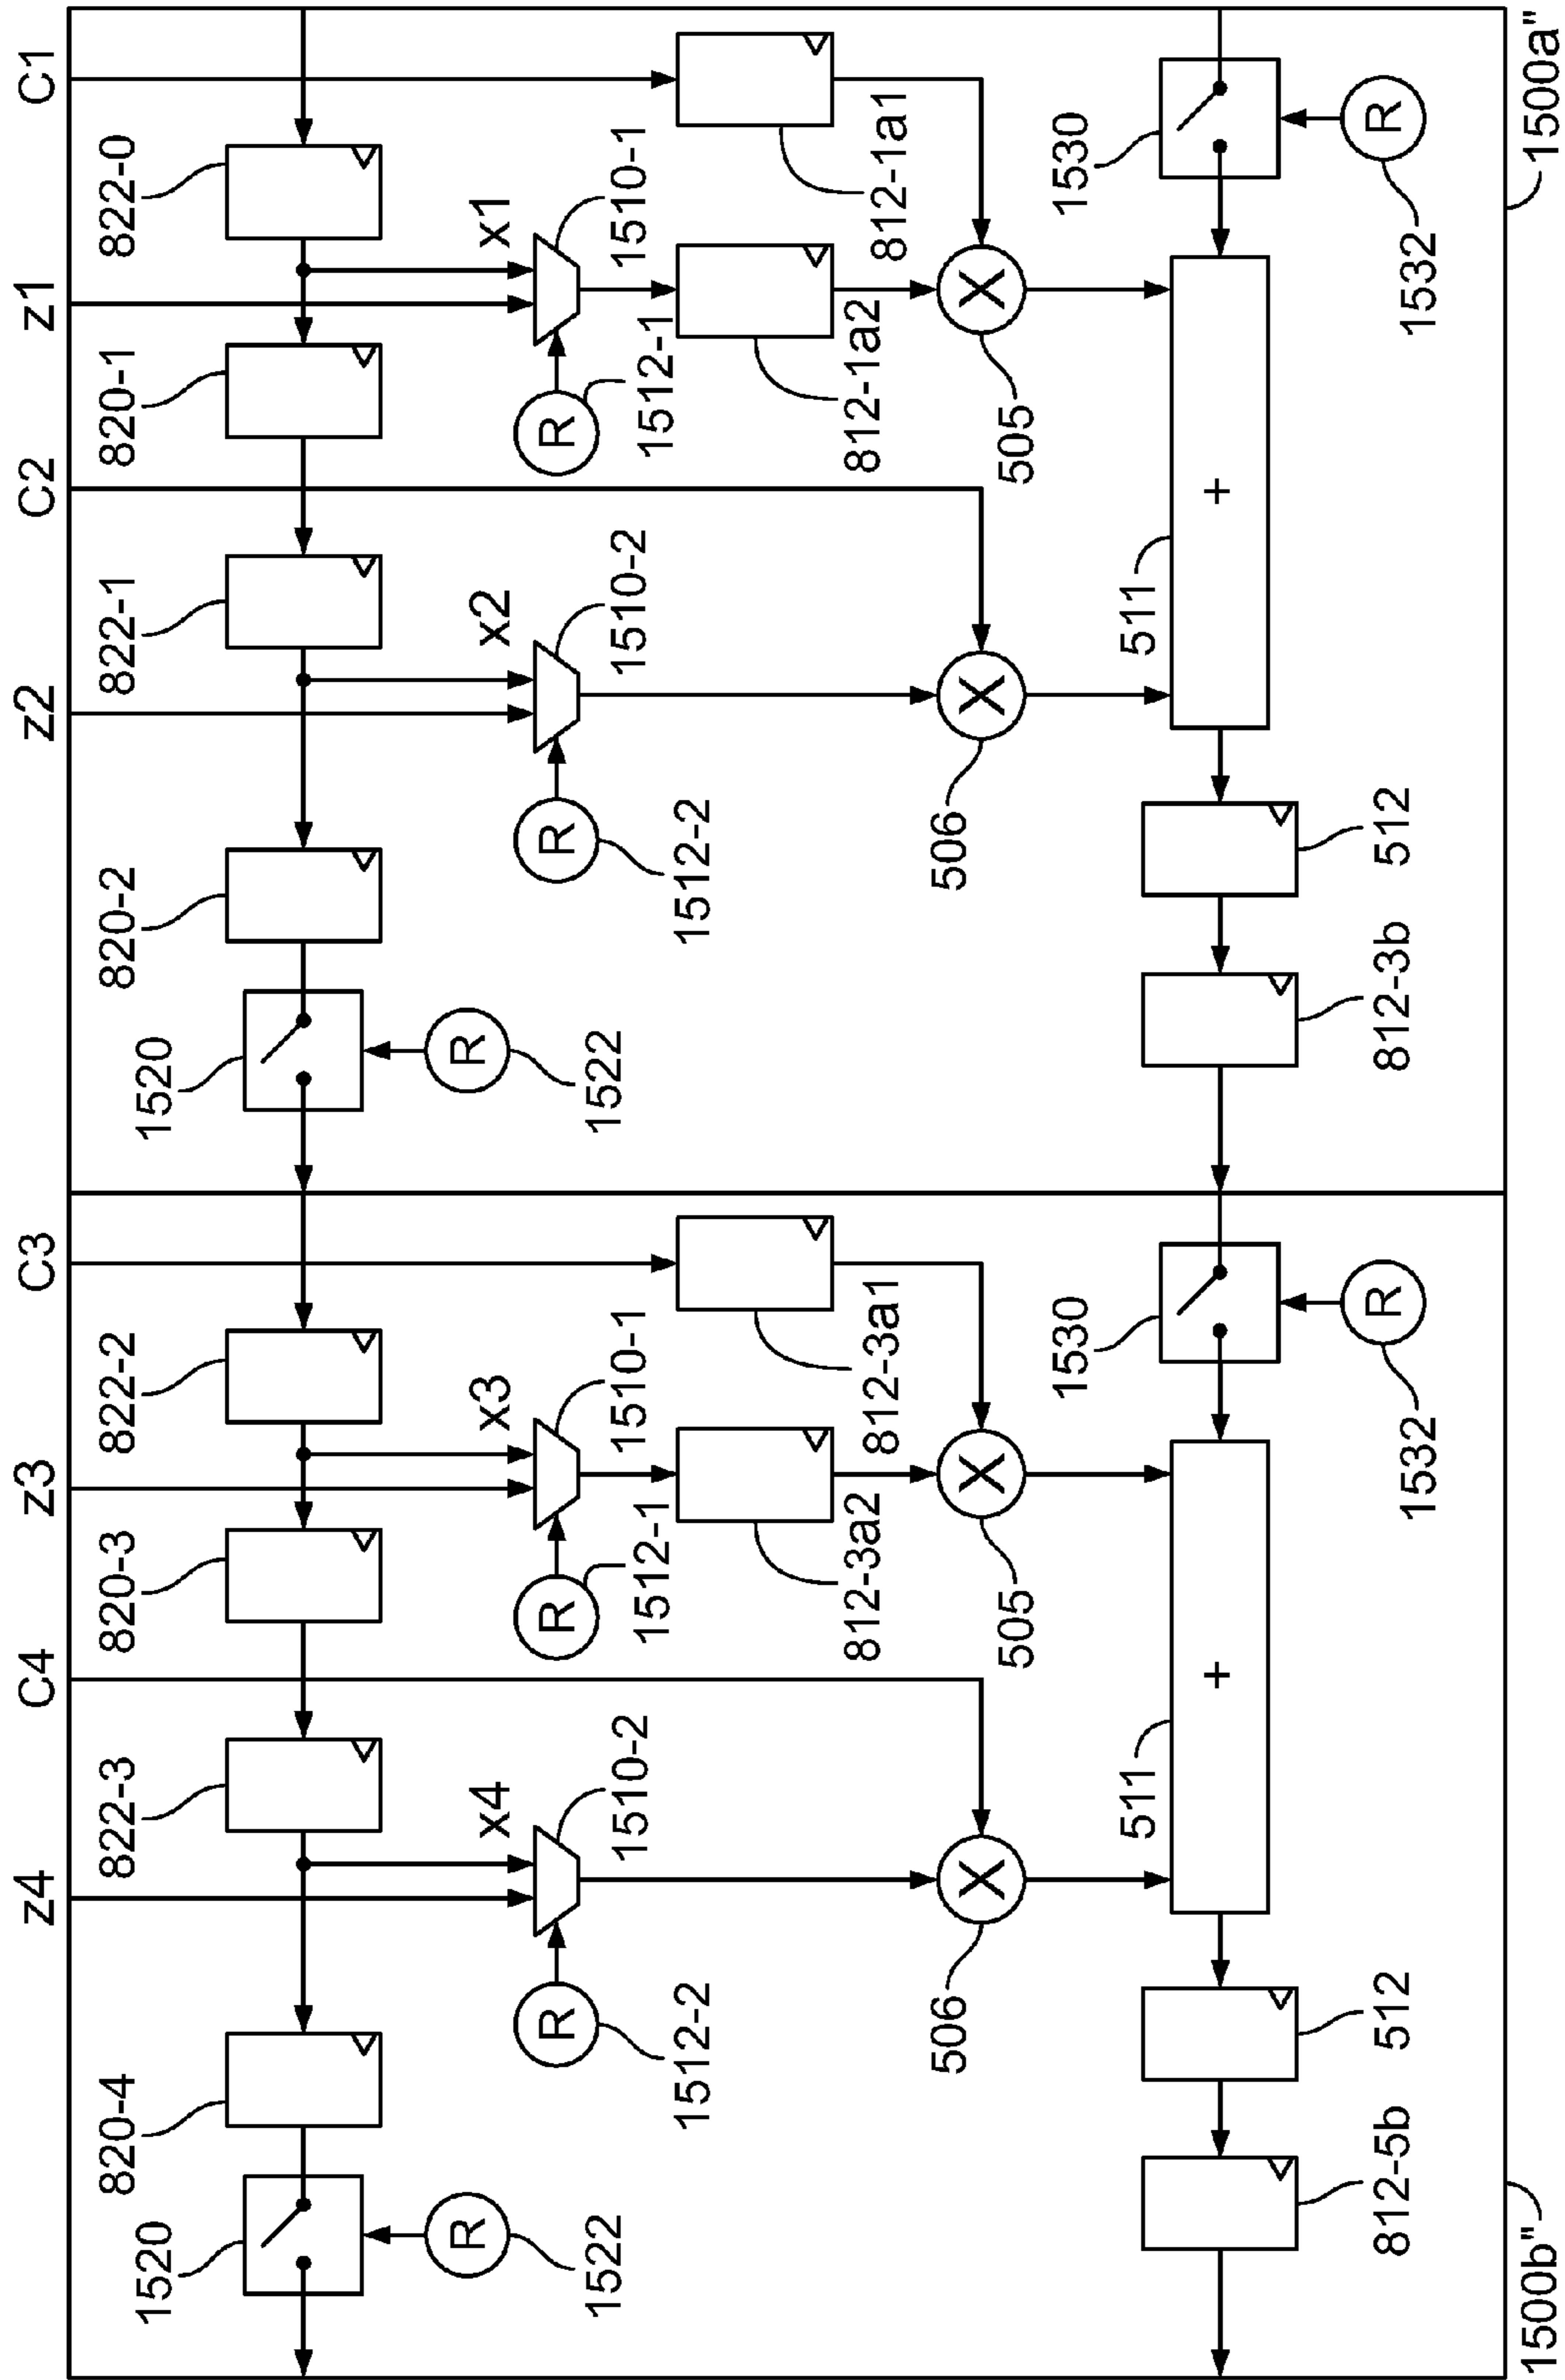 C1
z1
C2
z2
C3
z3
C4
z4
822-0
820-1
822-1
820-2
1520
822-2
820-3
822-3
820-4
1520
R
1522
R
1522
x1
1510-1
R
1512-1
x2
1510-2
R
1512-2
x3
1510-1
R
1512-1
x4
1510-2
R
1512-2
812-1a1
812-1a2
812-3a1
812-3a2
X
505
X
506
X
505
X
506
1530
R
1532
+
511
512
812-3b
1530
R
1532
+
511
512
812-5b
1500a"
1500b"